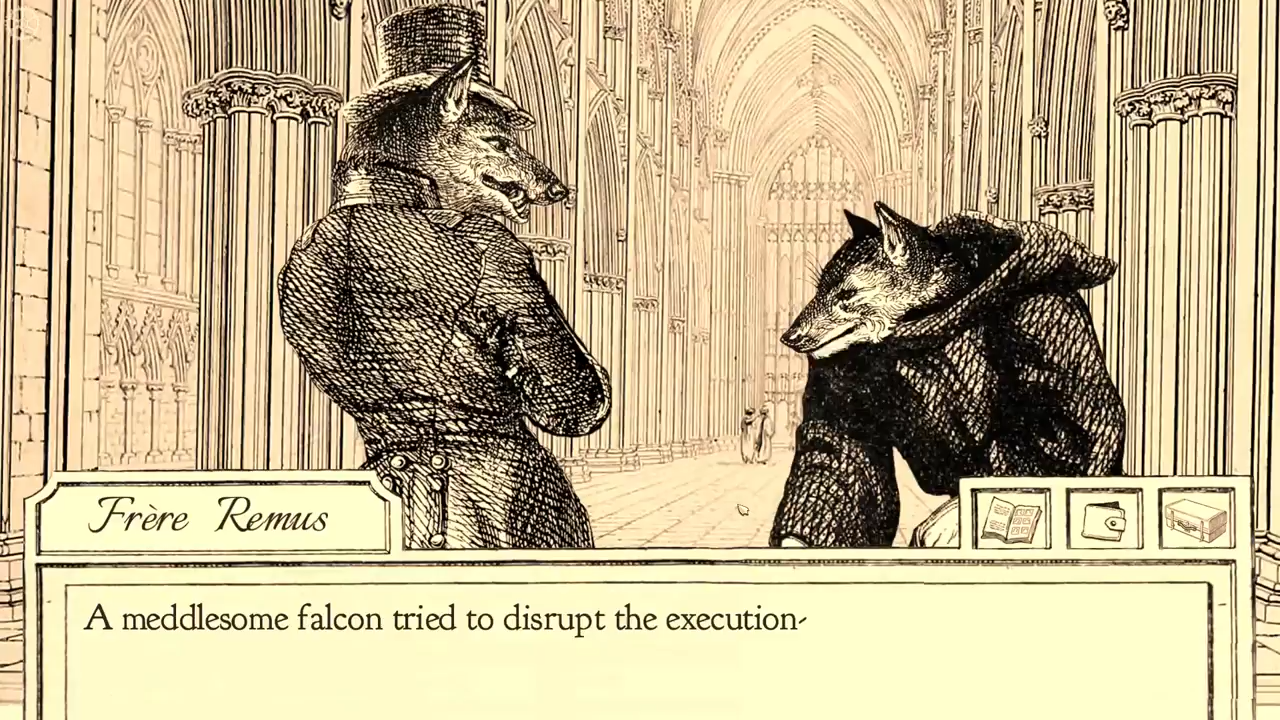 Frère Remus
A meddlesome falcon tried to disrupt the execution-